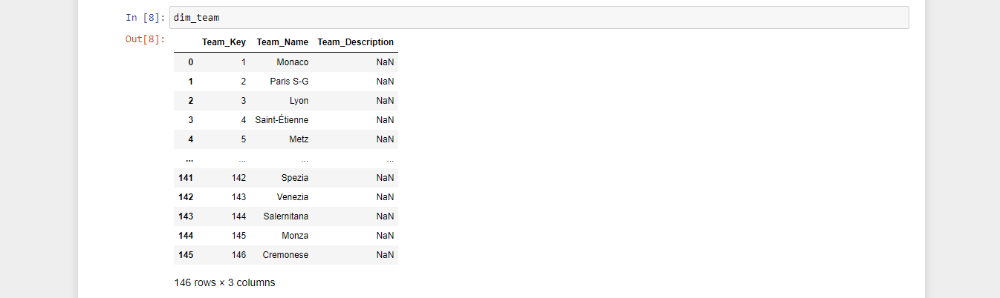 In [8]: dim_team
Out[8]:
Team_Key Team_Name Team_Description
0 1 Monaco NaN
1 2 Paris S-G NaN
2 3 Lyon NaN
3 4 Saint-Étienne NaN
4 5 Metz NaN
... ... ... ...
141 142 Spezia NaN
142 143 Venezia NaN
143 144 Salernitana NaN
144 145 Monza NaN
145 146 Cremonese NaN
146 rows × 3 columns